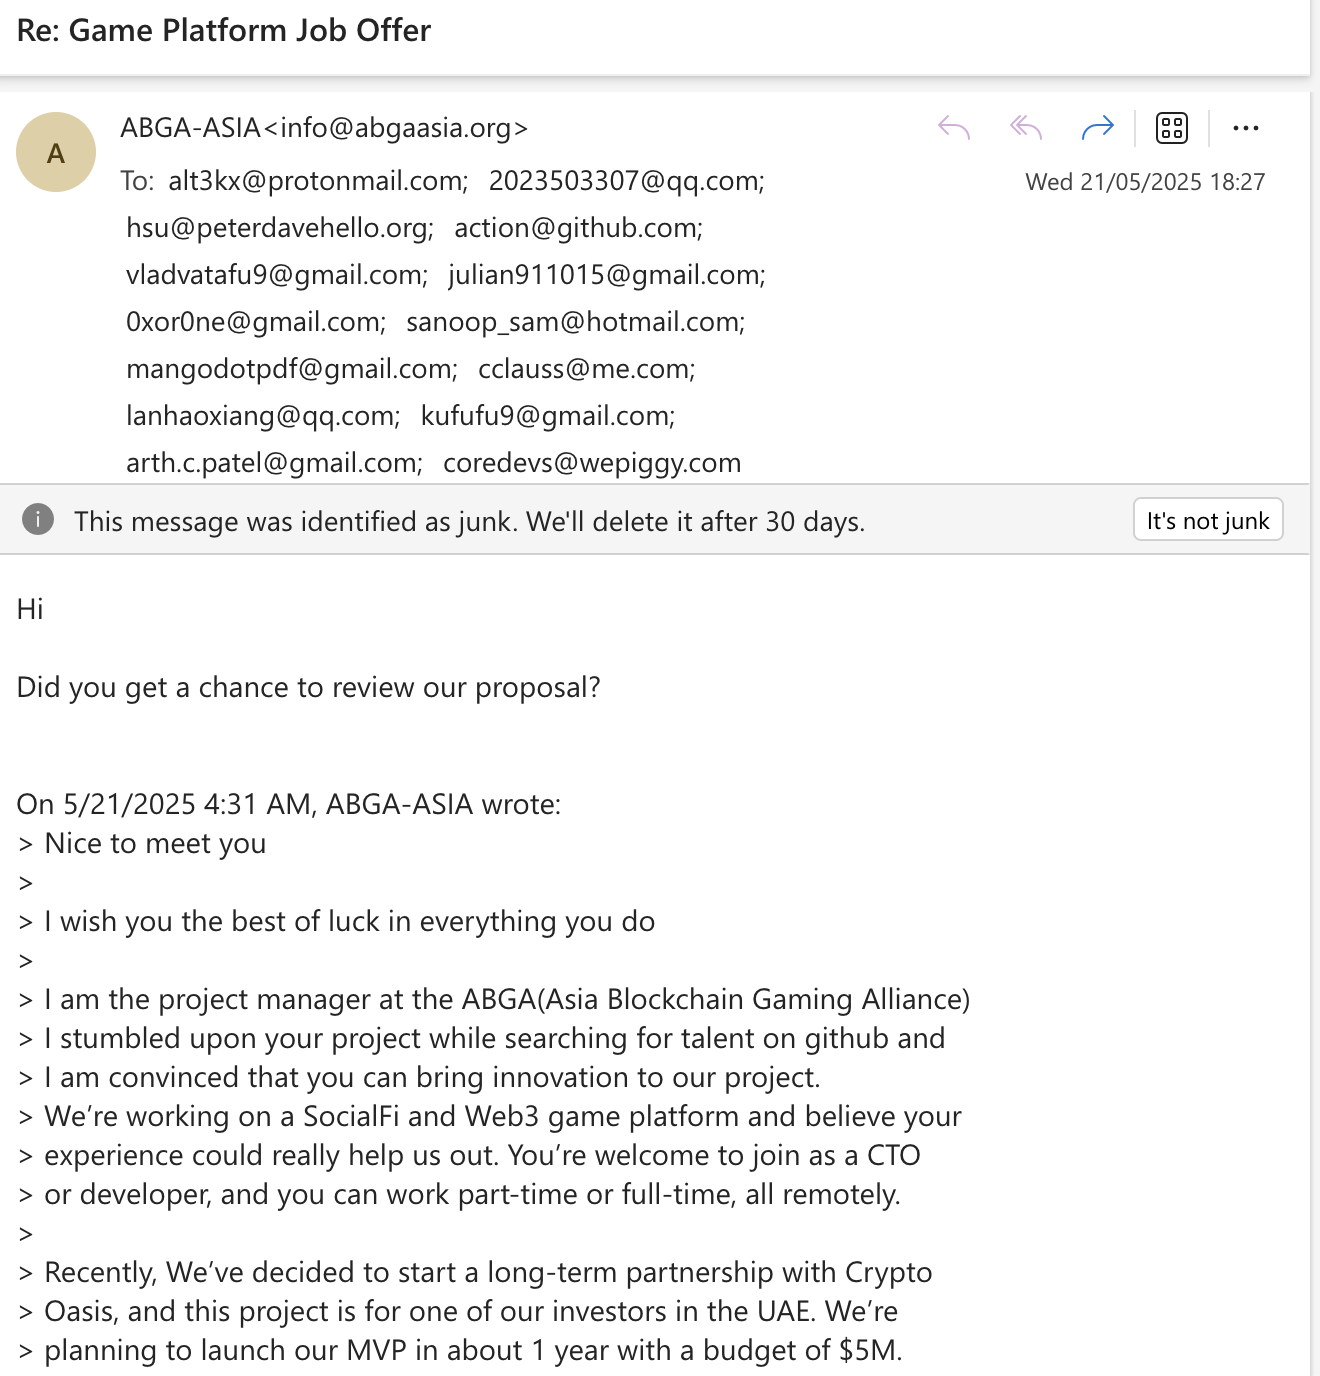 Re: Game Platform Job Offer
A
ABGA-ASIA<info@abgaasia.org>
To: alt3kx@protonmail.com; 2023503307@qq.com;
Wed 21/05/2025 18:27
hsu@peterdavehello.org; action@github.com;
vladvatafu9@gmail.com; julian911015@gmail.com;
0xor0ne@gmail.com; sanoop_sam@hotmail.com;
mangodotpdf@gmail.com; cclauss@me.com;
lanhaoxiang@qq.com; kufufu9@gmail.com;
arth.c.patel@gmail.com; coredevs@wepiggy.com
This message was identified as junk. We'll delete it after 30 days.
It's not junk
Hi
Did you get a chance to review our proposal?
On 5/21/2025 4:31 AM, ABGA-ASIA wrote:
> Nice to meet you
>
> I wish you the best of luck in everything you do
>
> I am the project manager at the ABGA(Asia Blockchain Gaming Alliance)
> I stumbled upon your project while searching for talent on github and
> I am convinced that you can bring innovation to our project.
> We’re working on a SocialFi and Web3 game platform and believe your
> experience could really help us out. You’re welcome to join as a CTO
> or developer, and you can work part-time or full-time, all remotely.
>
> Recently, We’ve decided to start a long-term partnership with Crypto
> Oasis, and this project is for one of our investors in the UAE. We’re
> planning to launch our MVP in about 1 year with a budget of $5M.